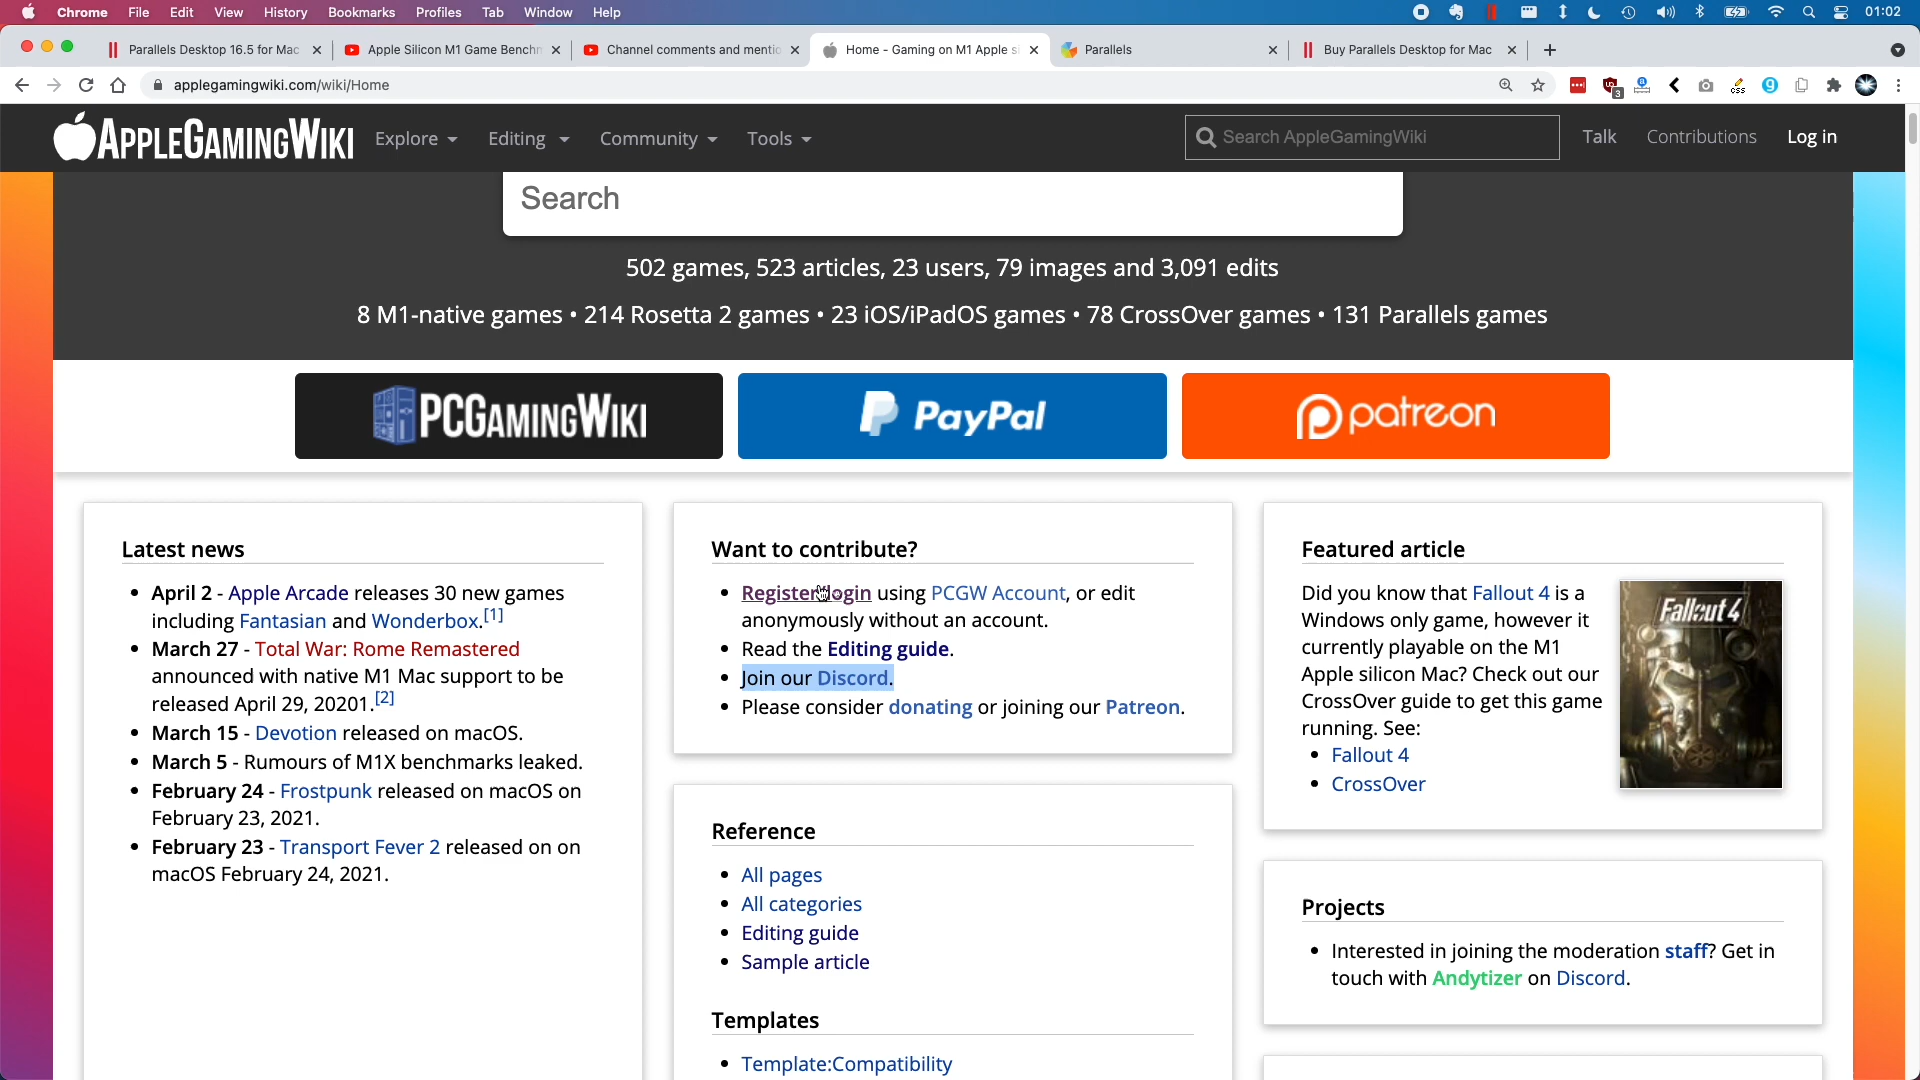 Chrome File Edit View History Bookmarks Profiles Tab Window Help 01:02
Parallels Desktop 16.5 for Mac Apple Silicon M1 Game Benchm Channel comments and mentio Home - Gaming on M1 Apple si Parallels Buy Parallels Desktop for Mac
applegamingwiki.com/wiki/Home
3
APPLEGAMINGWIKI Explore Editing Community Tools Search AppleGamingWiki Talk Contributions Log in
Search
502 games, 523 articles, 23 users, 79 images and 3,091 edits
8 M1-native games • 214 Rosetta 2 games • 23 iOS/iPadOS games • 78 CrossOver games • 131 Parallels games
PCGAMINGWIKI PayPal patreon
Latest news
• April 2 - Apple Arcade releases 30 new games
including Fantasian and Wonderbox.[1]
• March 27 - Total War: Rome Remastered
announced with native M1 Mac support to be
released April 29, 20201.[2]
• March 15 - Devotion released on macOS.
• March 5 - Rumours of M1X benchmarks leaked.
• February 24 - Frostpunk released on macOS on
February 23, 2021.
• February 23 - Transport Fever 2 released on on
macOS February 24, 2021.
Want to contribute?
• Register/login using PCGW Account, or edit
anonymously without an account.
• Read the Editing guide.
• Join our Discord.
• Please consider donating or joining our Patreon.
Reference
• All pages
• All categories
• Editing guide
• Sample article
Templates
• Template:Compatibility
Featured article
Did you know that Fallout 4 is a
Windows only game, however it
currently playable on the M1
Apple silicon Mac? Check out our
CrossOver guide to get this game
running. See:
• Fallout 4
• CrossOver
Fallout 4
Projects
• Interested in joining the moderation staff? Get in
touch with Andytizer on Discord.